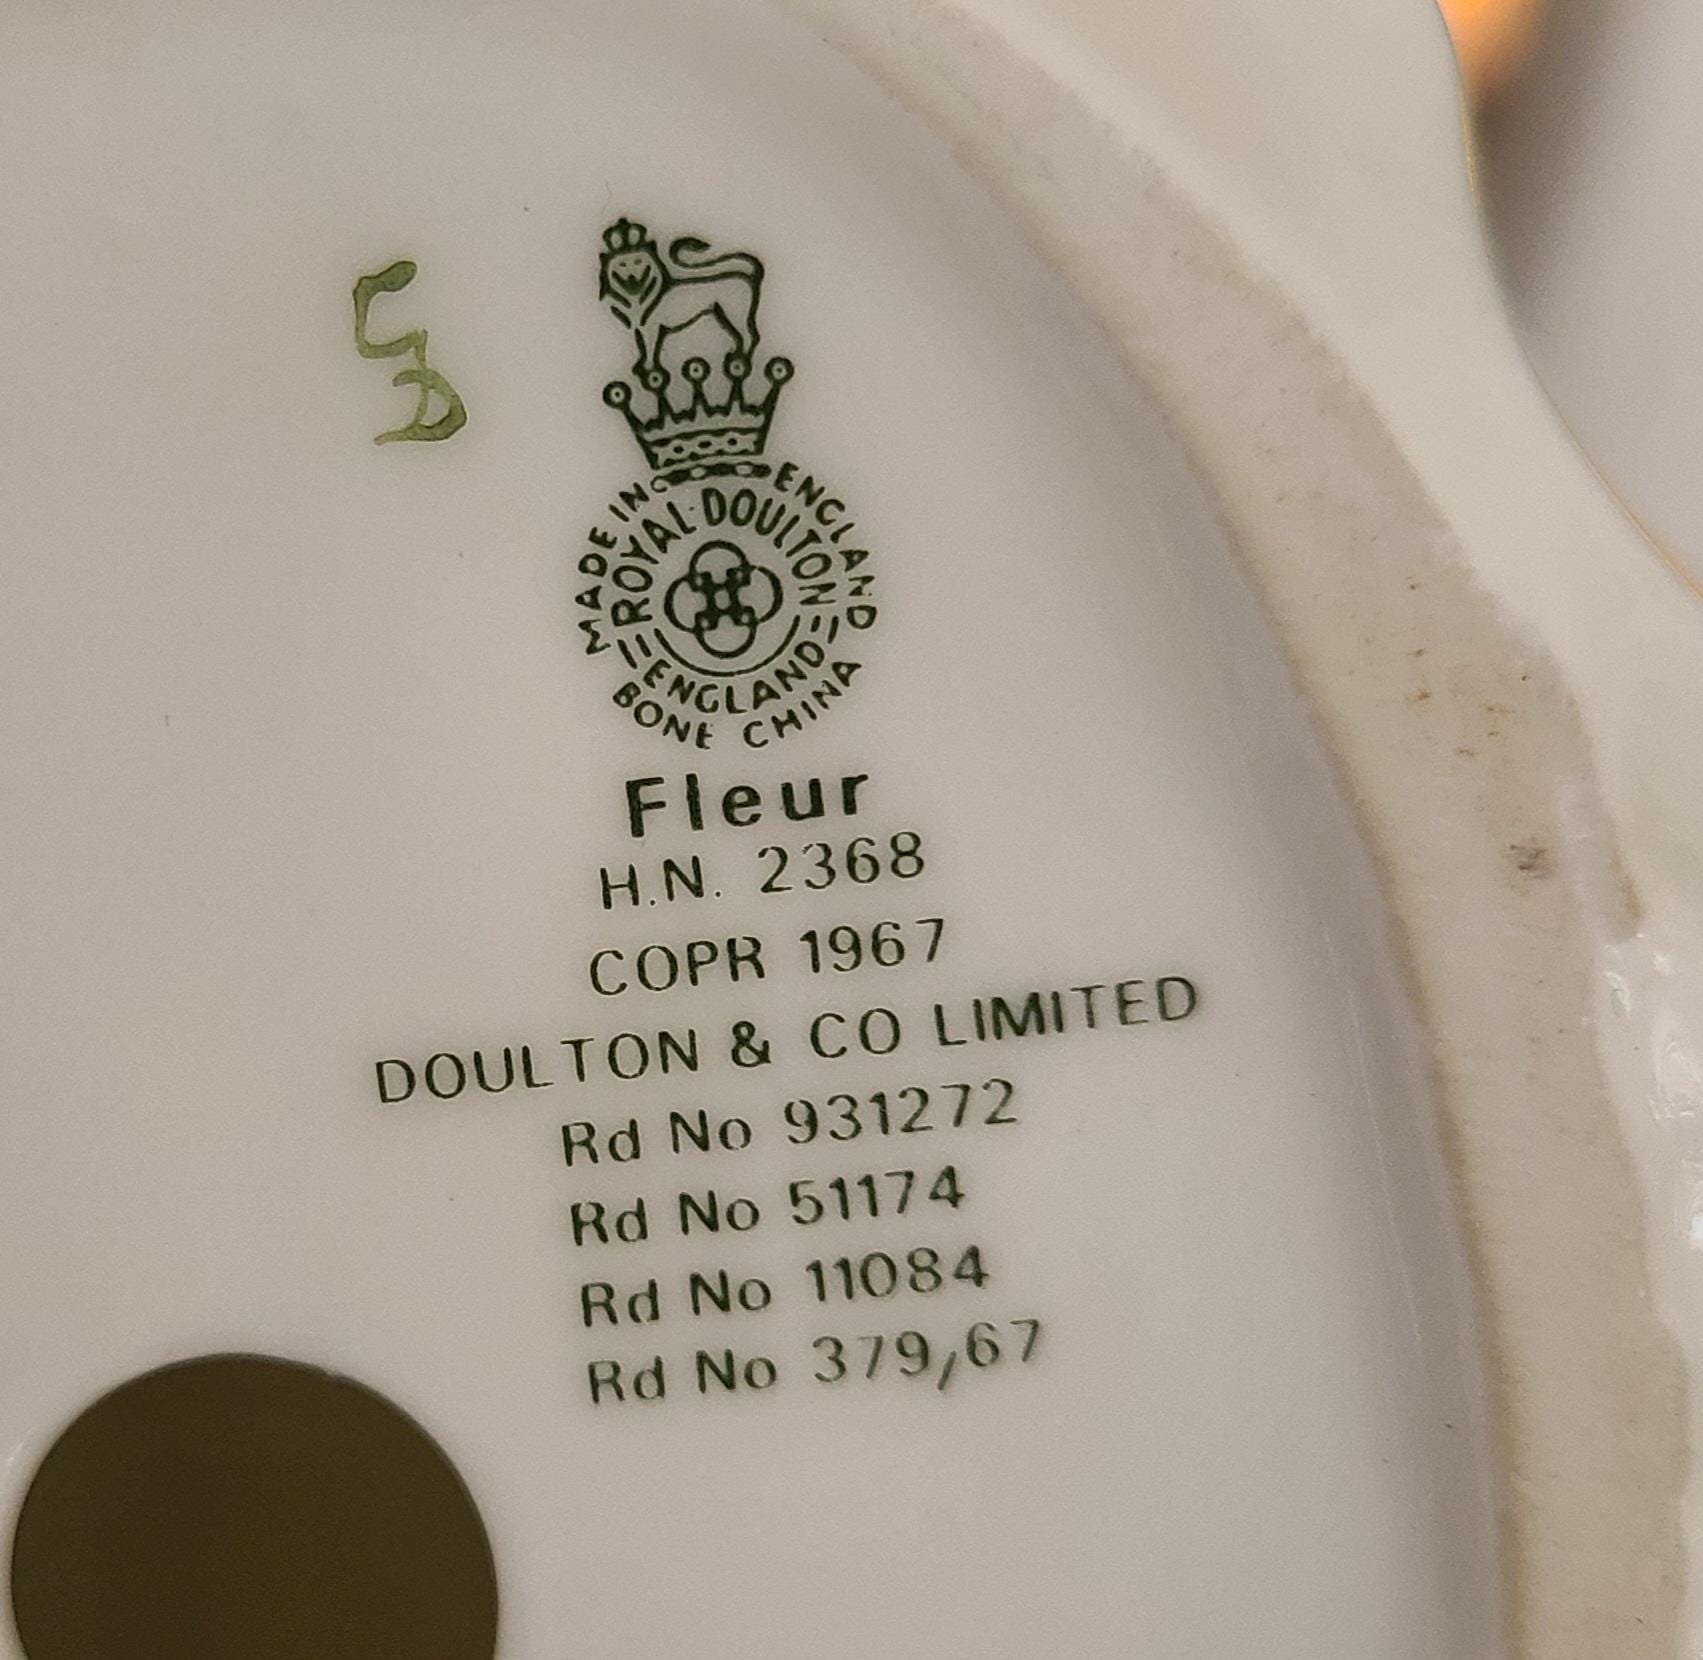 G
D
MADE IN ENGLAND
ROYAL·DOULTON
ENGLAND
BONE CHINA
Fleur
H.N. 2368
COPR 1967
DOULTON & CO LIMITED
Rd No 931272
Rd No 51174
Rd No 11084
Rd No 379,67